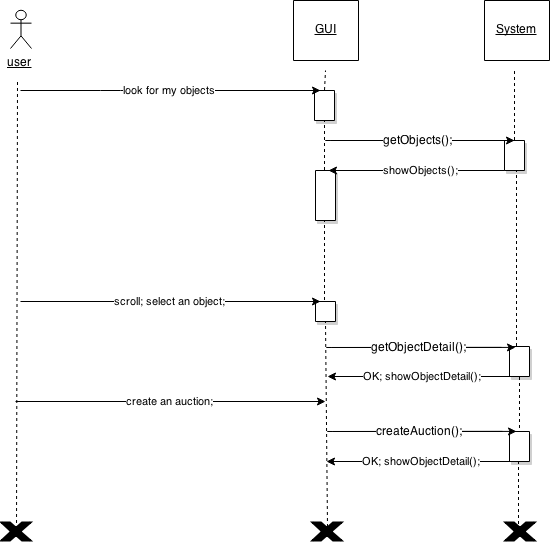 GUI
System
user
look for my objects
getObjects();
showObjects();
scroll; select an object;
getObjectDetail();
OK; showObjectDetail();
create an auction;
createAuction();
OK; showObjectDetail();